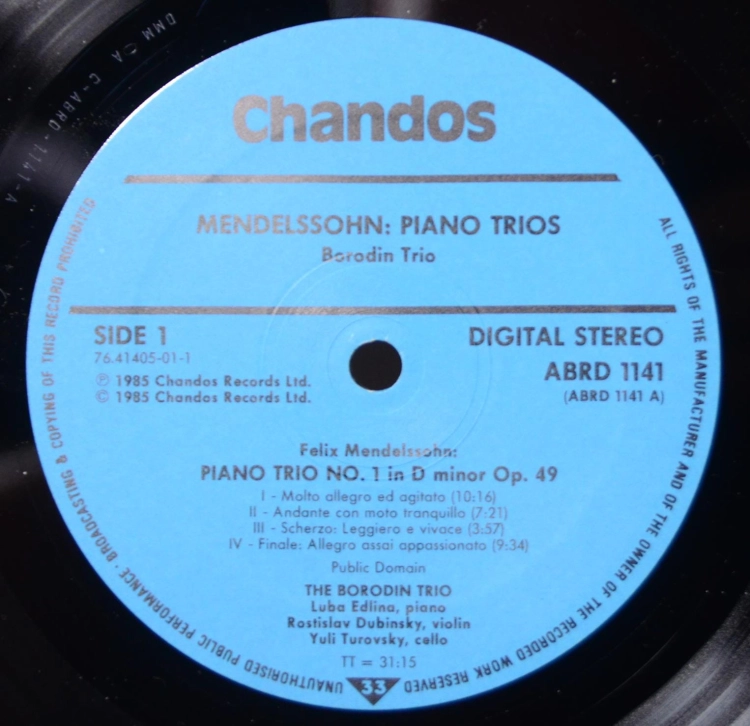 DMM CA C-ABRD-1141-A
Chandos
MENDELSSOHN: PIANO TRIOS
Borodin Trio
SIDE 1
76.41405-01-1
℗ 1985 Chandos Records Ltd.
© 1985 Chandos Records Ltd.
DIGITAL STEREO
ABRD 1141
(ABRD 1141 A)
Felix Mendelssohn:
PIANO TRIO NO. 1 in D minor Op. 49
I - Molto allegro ed agitato (10:16)
II - Andante con moto tranquillo (7:21)
III - Scherzo: Leggiero e vivace (3:57)
IV - Finale: Allegro assai appassionato (9:34)
Public Domain
THE BORODIN TRIO
Luba Edlina, piano
Rostislav Dubinsky, violin
Yuli Turovsky, cello
TT = 31:15
33
ALL RIGHTS OF THE MANUFACTURER AND OF THE OWNER OF THE RECORDED WORK RESERVED
UNAUTHORISED PUBLIC PERFORMANCE · BROADCASTING & COPYING OF THIS RECORD PROHIBITED